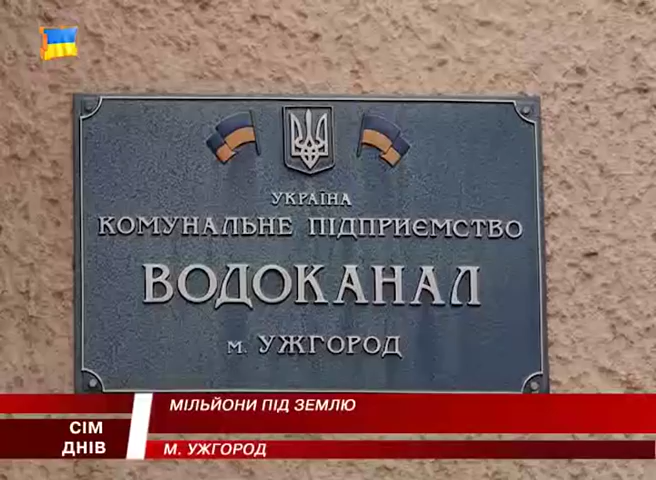 УКРАЇНА
КОМУНАЛЬНЕ ПІДПРИЄМСТВО
ВОДОКАНАЛ
м. УЖГОРОД
МІЛЬЙОНИ ПІД ЗЕМЛЮ
СІМ
ДНІВ
М. УЖГОРОД